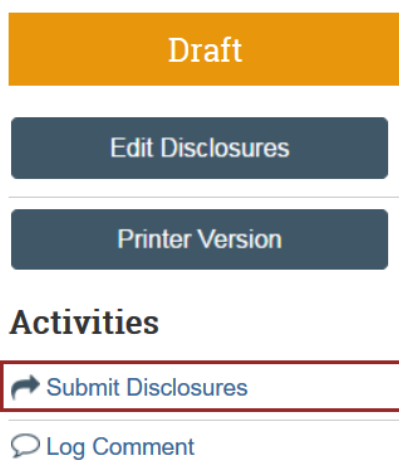 Draft
Edit Disclosures
Printer Version
Activities
Submit Disclosures
Log Comment